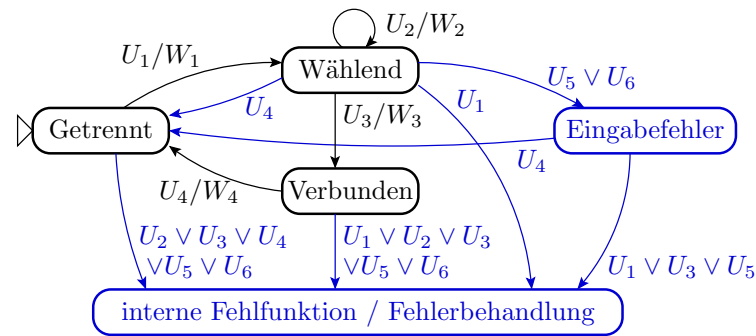 U₂/W₂
U₁/W₁
Wählend
U₅ ∨ U₆
U₄
U₁
U₃/W₃
Getrennt
Eingabefehler
U₄
U₄/W₄
Verbunden
U₂ ∨ U₃ ∨ U₄
∨U₅ ∨ U₆
U₁ ∨ U₂ ∨ U₃
∨U₅ ∨ U₆
U₁ ∨ U₃ ∨ U₅
interne Fehlfunktion / Fehlerbehandlung